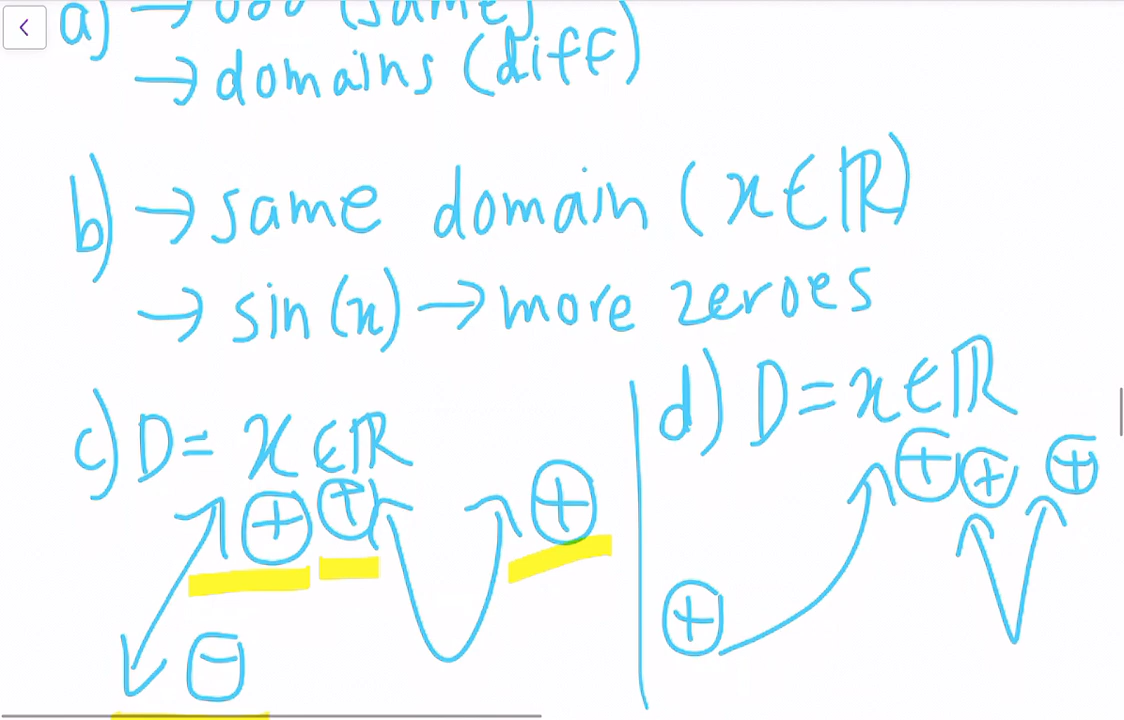 a) → odd (same)
→ domains (diff)
b) → same domain (x∈ℝ)
→ sin(x) → more zeroes
c) D= x∈ℝ
⊕ ⊕ ⊕
⊖
d) D= x∈ℝ
⊕ ⊕ ⊕
⊕